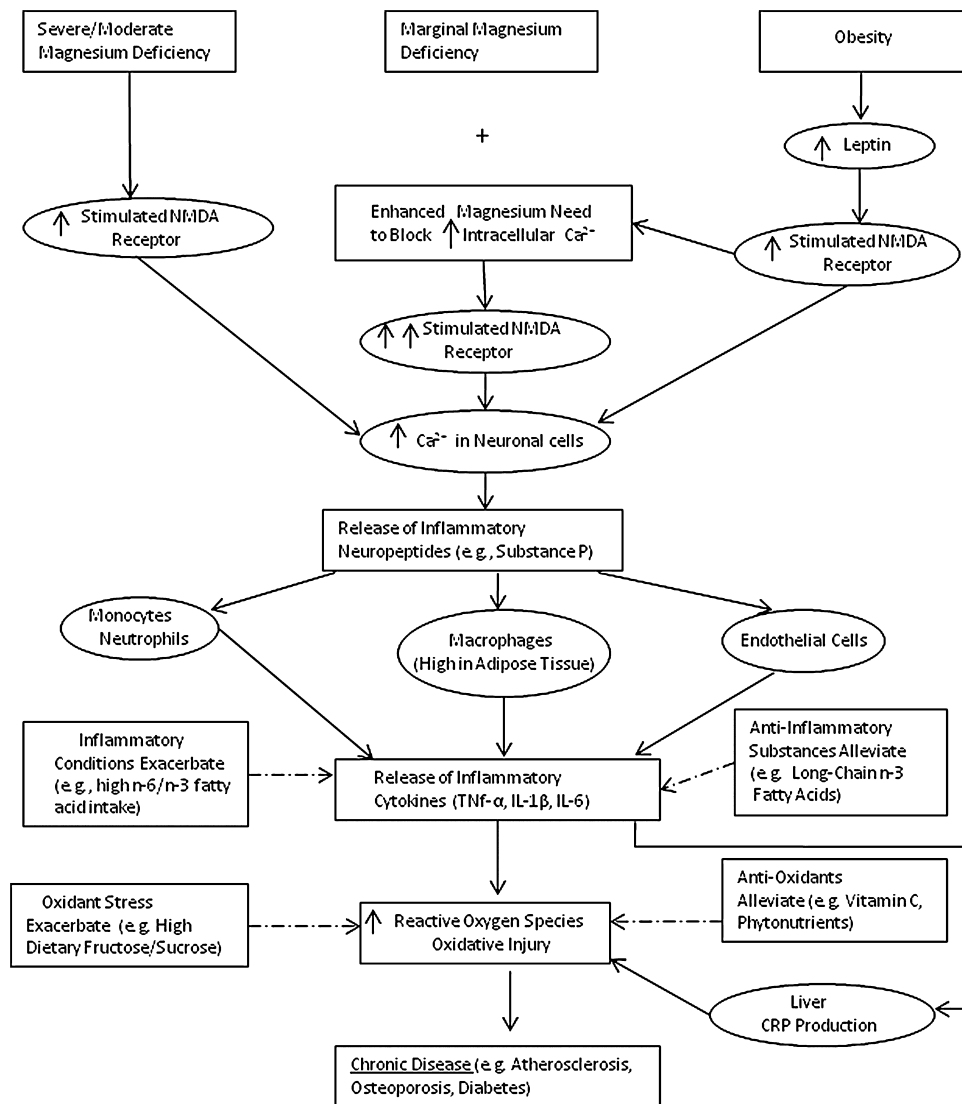 Severe/Moderate
Magnesium Deficiency
Marginal Magnesium
Deficiency
Obesity
+
↑ Leptin
↑ Stimulated NMDA
Receptor
Enhanced Magnesium Need
to Block ↑ Intracellular Ca²⁻
↑ Stimulated NMDA
Receptor
↑ ↑ Stimulated NMDA
Receptor
↑ Ca²⁻ in Neuronal cells
Release of Inflammatory
Neuropeptides (e.g., Substance P)
Monocytes
Neutrophils
Macrophages
(High in Adipose Tissue)
Endothelial Cells
Inflammatory
Conditions Exacerbate
(e.g., high n-6/n-3 fatty
acid intake)
Release of Inflammatory
Cytokines (TNf-α, IL-1β, IL-6)
Anti-Inflammatory
Substances Alleviate
(e.g. Long-Chain n-3
Fatty Acids)
Oxidant Stress
Exacerbate (e.g. High
Dietary Fructose/Sucrose)
↑ Reactive Oxygen Species
Oxidative Injury
Anti-Oxidants
Alleviate (e.g. Vitamin C,
Phytonutrients)
Liver
CRP Production
Chronic Disease (e.g. Atherosclerosis,
Osteoporosis, Diabetes)